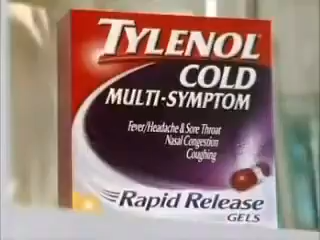 TYLENOL
COLD
MULTI-SYMPTOM
Fever/Headache & Sore Throat
Nasal Congestion
Coughing
Rapid Release
GELS